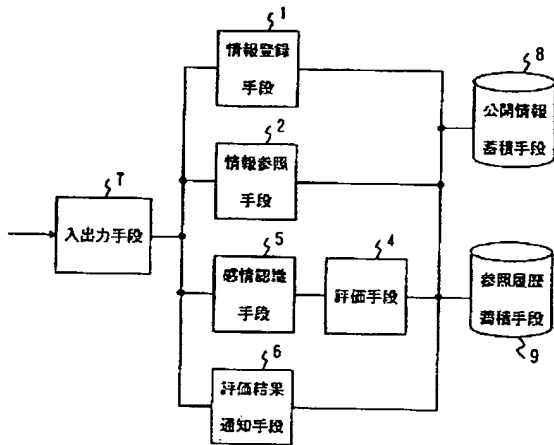 1
情報登録
手段
8
公開情報
蓄積手段
2
情報参照
手段
7
入出力手段
5
感情認識
手段
4
評価手段
参照履歴
蓄積手段
9
6
評価結果
通知手段